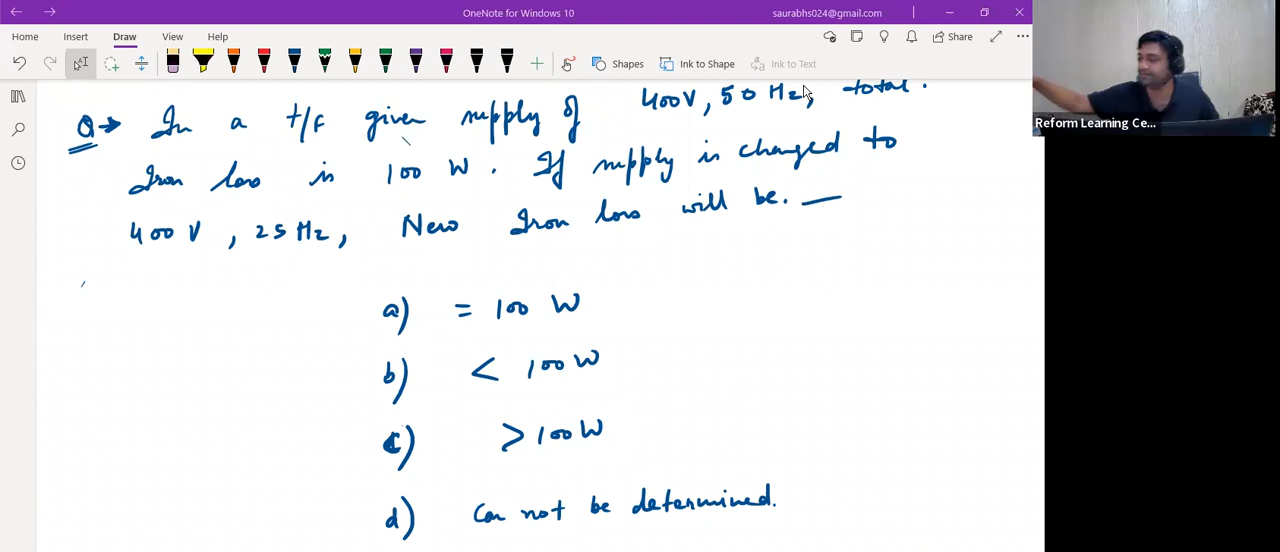 OneNote for Windows 10
saurabhs024@gmail.com
Home Insert Draw View Help
Shapes Ink to Shape Ink to Text Share
Reform Learning Ce...
Q→ In a t/f given supply of 400V, 50 Hz, total.
Iron loss is 100 W. If supply is changed to
400 V, 25 Hz, New Iron loss will be. —
a) = 100 W
b) < 100W
c) > 100W
d) Can not be determined.